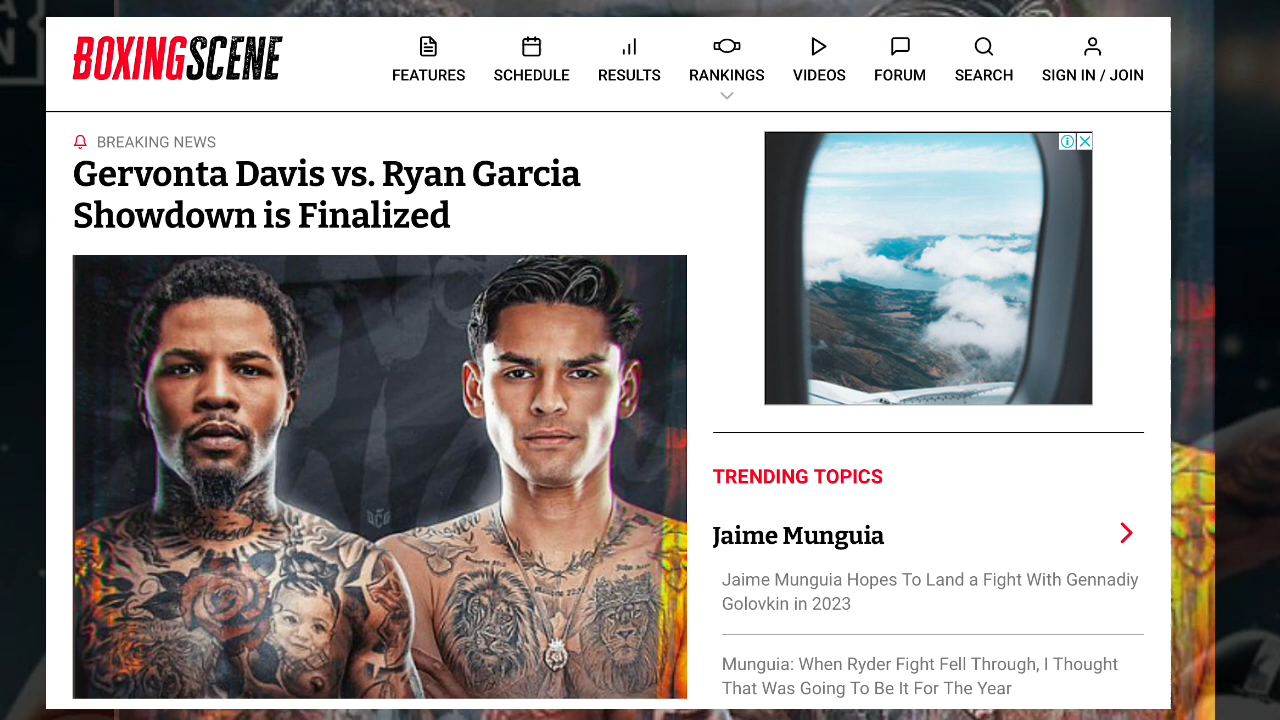 BOXINGSCENE
FEATURES
SCHEDULE
RESULTS
RANKINGS
VIDEOS
FORUM
SEARCH
SIGN IN / JOIN
BREAKING NEWS
Gervonta Davis vs. Ryan Garcia
Showdown is Finalized
Blessed
TRENDING TOPICS
Jaime Munguia
Jaime Munguia Hopes To Land a Fight With Gennadiy
Golovkin in 2023
Munguia: When Ryder Fight Fell Through, I Thought
That Was Going To Be It For The Year